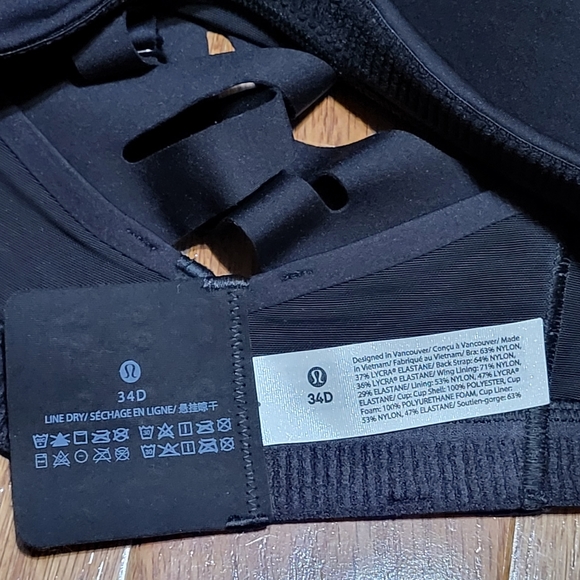 34D
LINE DRY/ SÉCHAGE EN LIGNE/ 悬挂晾干
34D
Designed in Vancouver/ Conçu à Vancouver/ Made
in Vietnam/ Fabriqué au Vietnam/ Bra: 63% NYLON,
37% LYCRA® ELASTANE/ Back Strap: 64% NYLON,
36% LYCRA® ELASTANE/ Wing Lining: 71% NYLON,
29% ELASTANE/ Lining: 53% NYLON, 47% LYCRA®
ELASTANE/ Cup: Cup Shell: 100% POLYESTER, Cup
Foam: 100% POLYURETHANE FOAM, Cup Liner:
53% NYLON, 47% ELASTANE/ Soutien-gorge: 63%